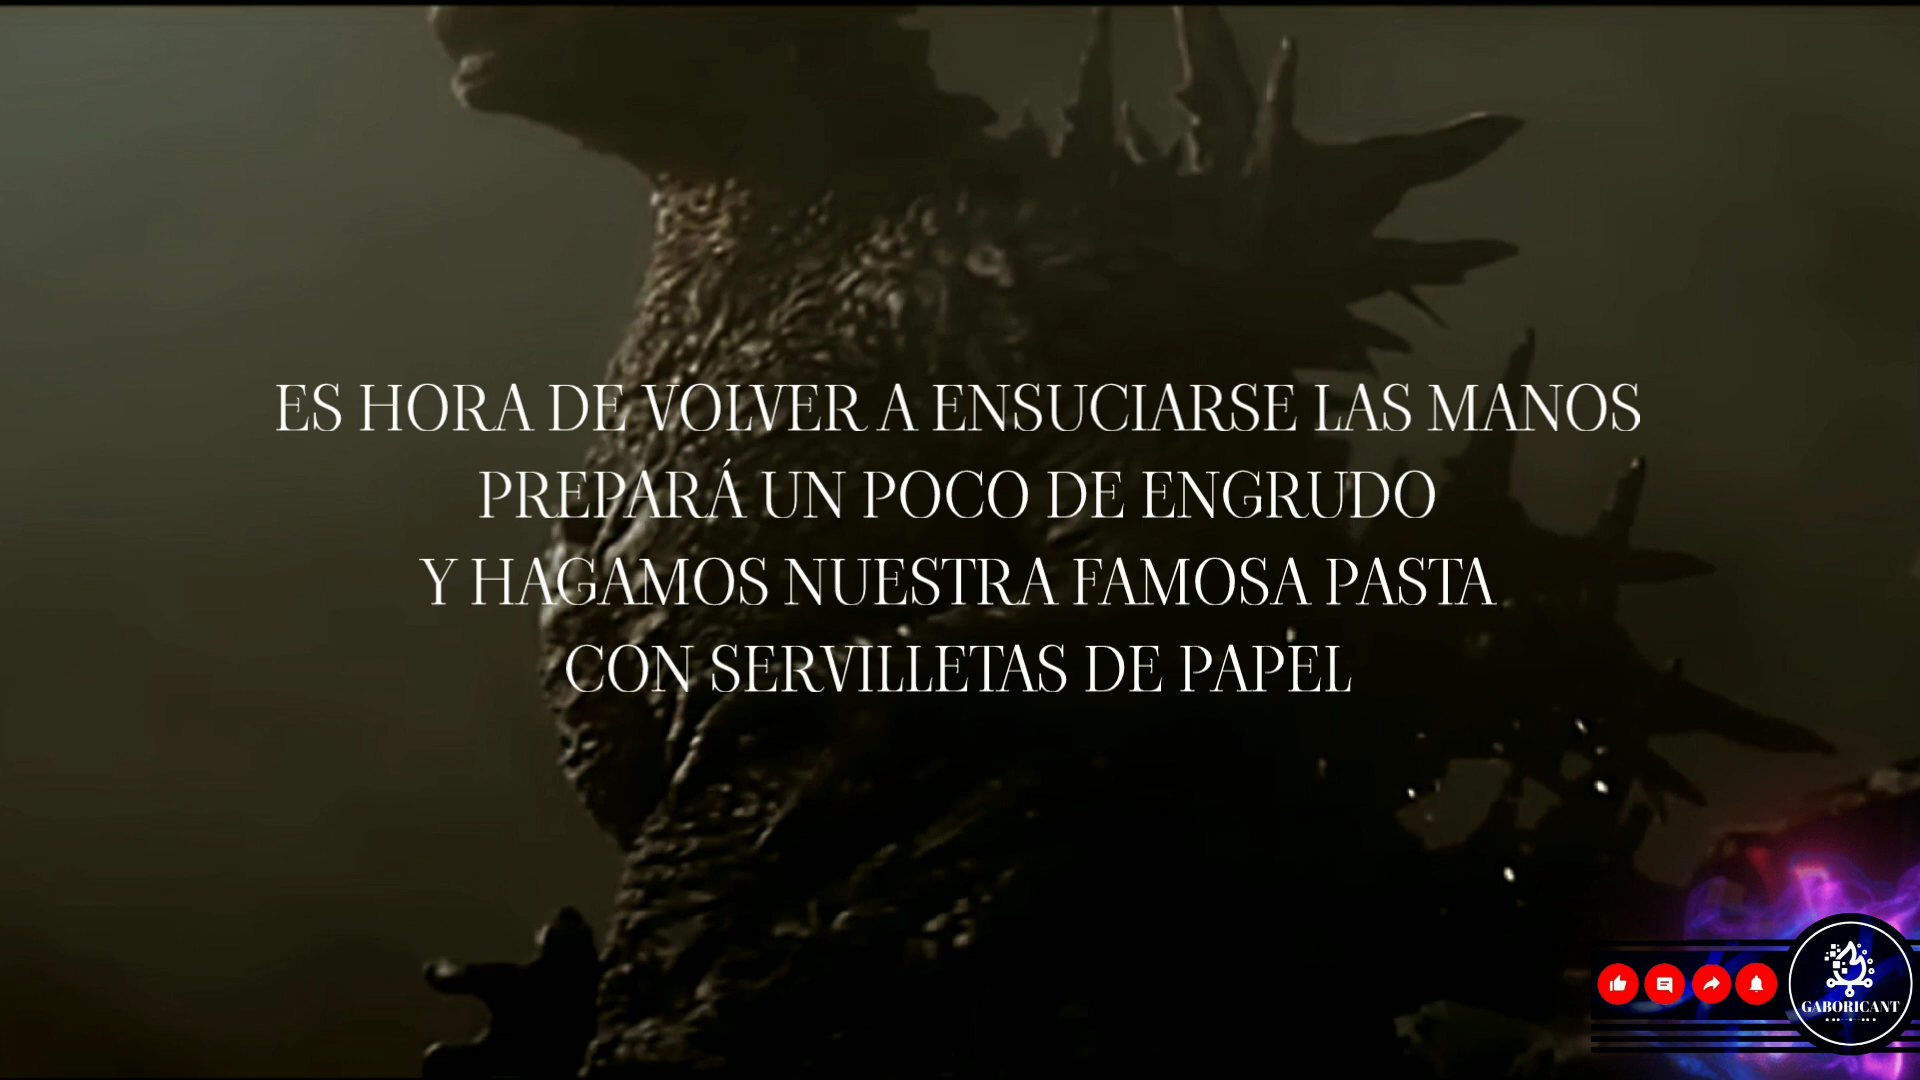 ES HORA DE VOLVER A ENSUCIARSE LAS MANOS
PREPARÁ UN POCO DE ENGRUDO
Y HAGAMOS NUESTRA FAMOSA PASTA
CON SERVILLETAS DE PAPEL
GABORICANT